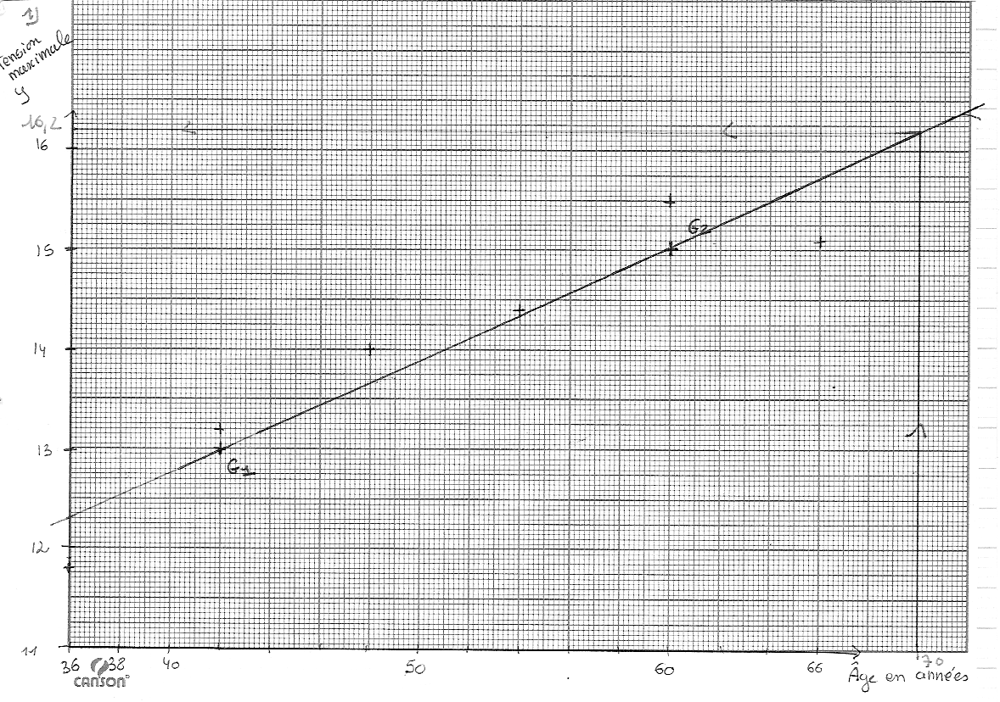 1)
Tension
maximale
y
16,2
16
15
14
13
12
11
G2
G1
36 38 40 50 60 66 70
CANSON
Âge en années